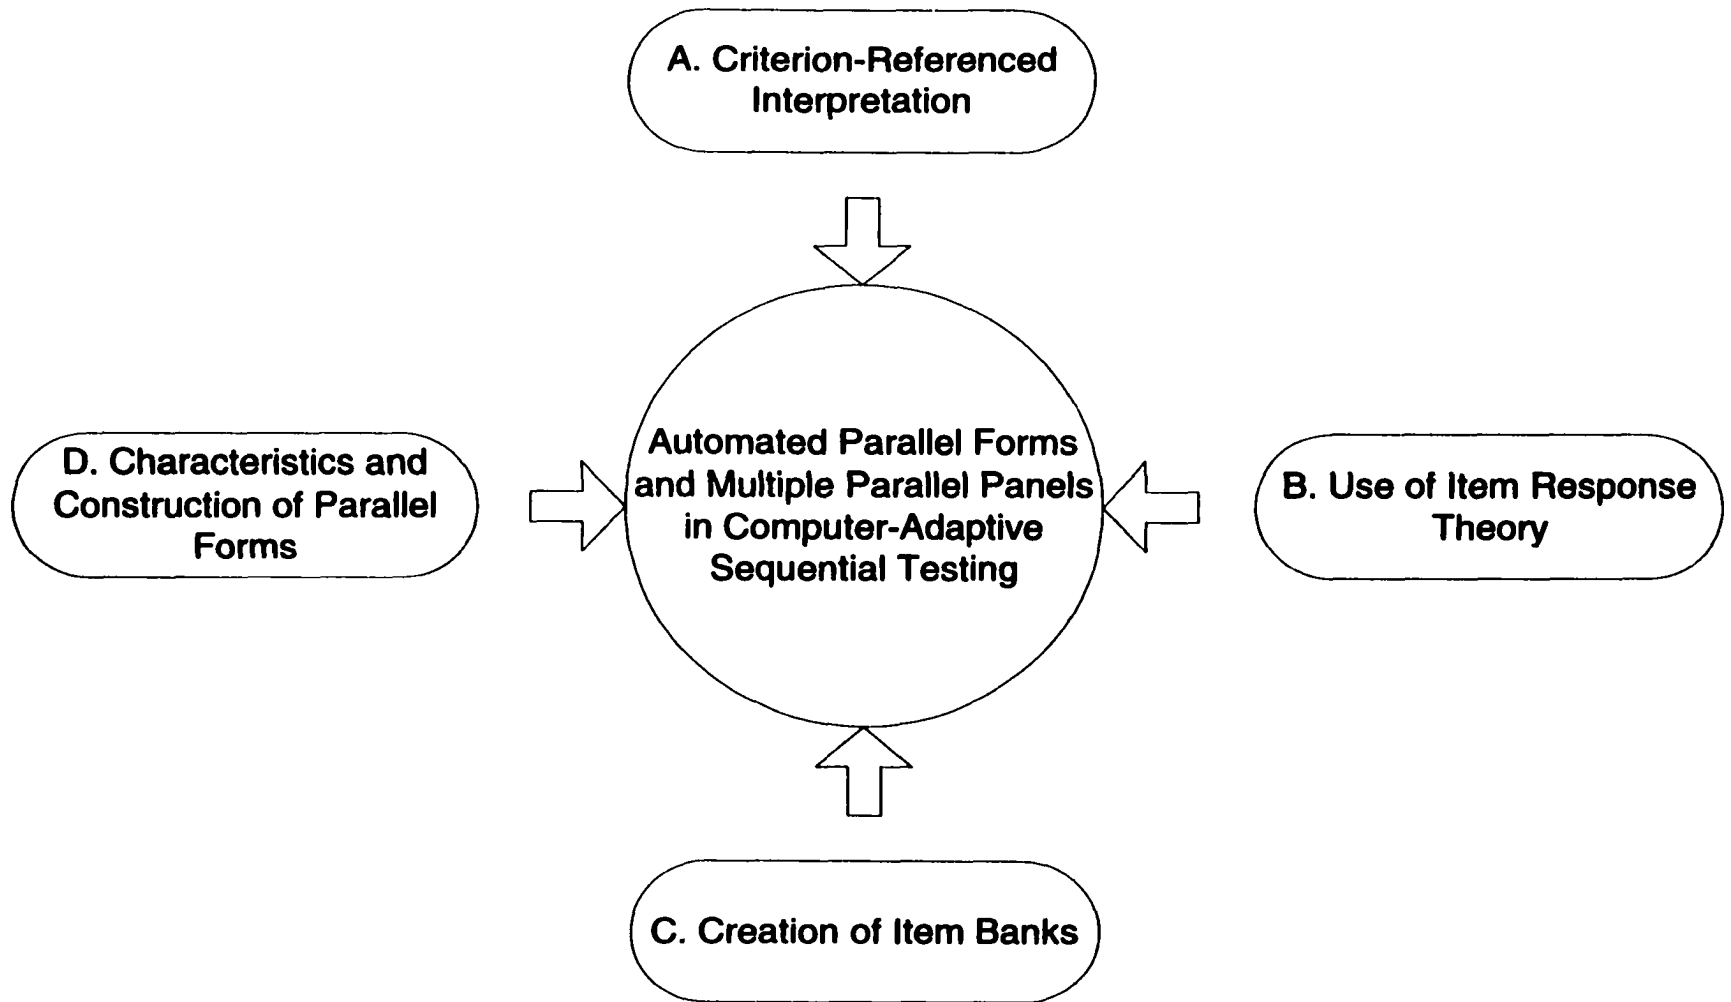 A. Criterion-Referenced
Interpretation
D. Characteristics and
Construction of Parallel
Forms
Automated Parallel Forms
and Multiple Parallel Panels
in Computer-Adaptive
Sequential Testing
B. Use of Item Response
Theory
C. Creation of Item Banks